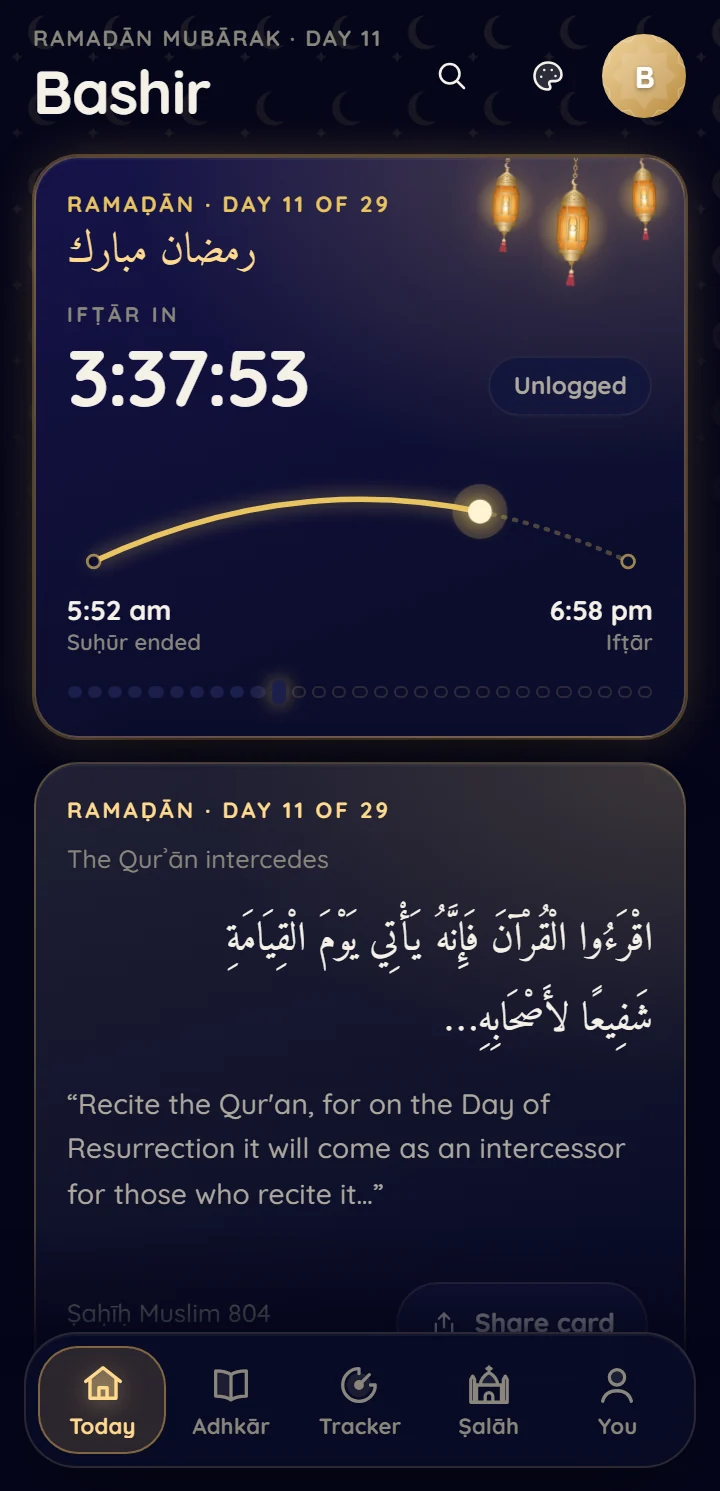 RAMAḌĀN MUBĀRAK · DAY 11
Bashir
B
RAMAḌĀN · DAY 11 OF 29
رمضان مبارك
IFṬĀR IN
3:37:53
Unlogged
5:52 am
6:58 pm
Suḥūr ended
Ifṭār
RAMAḌĀN · DAY 11 OF 29
The Qurʾān intercedes
اقْرَءُوا الْقُرْآنَ فَإِنَّهُ يَأْتِي يَوْمَ الْقِيَامَةِ
شَفِيعًا لأَصْحَابِهِ...
“Recite the Qur'an, for on the Day of
Resurrection it will come as an intercessor
for those who recite it…”
Ṣaḥīḥ Muslim 804
Share card
Today
Adhkār
Tracker
Ṣalāh
You